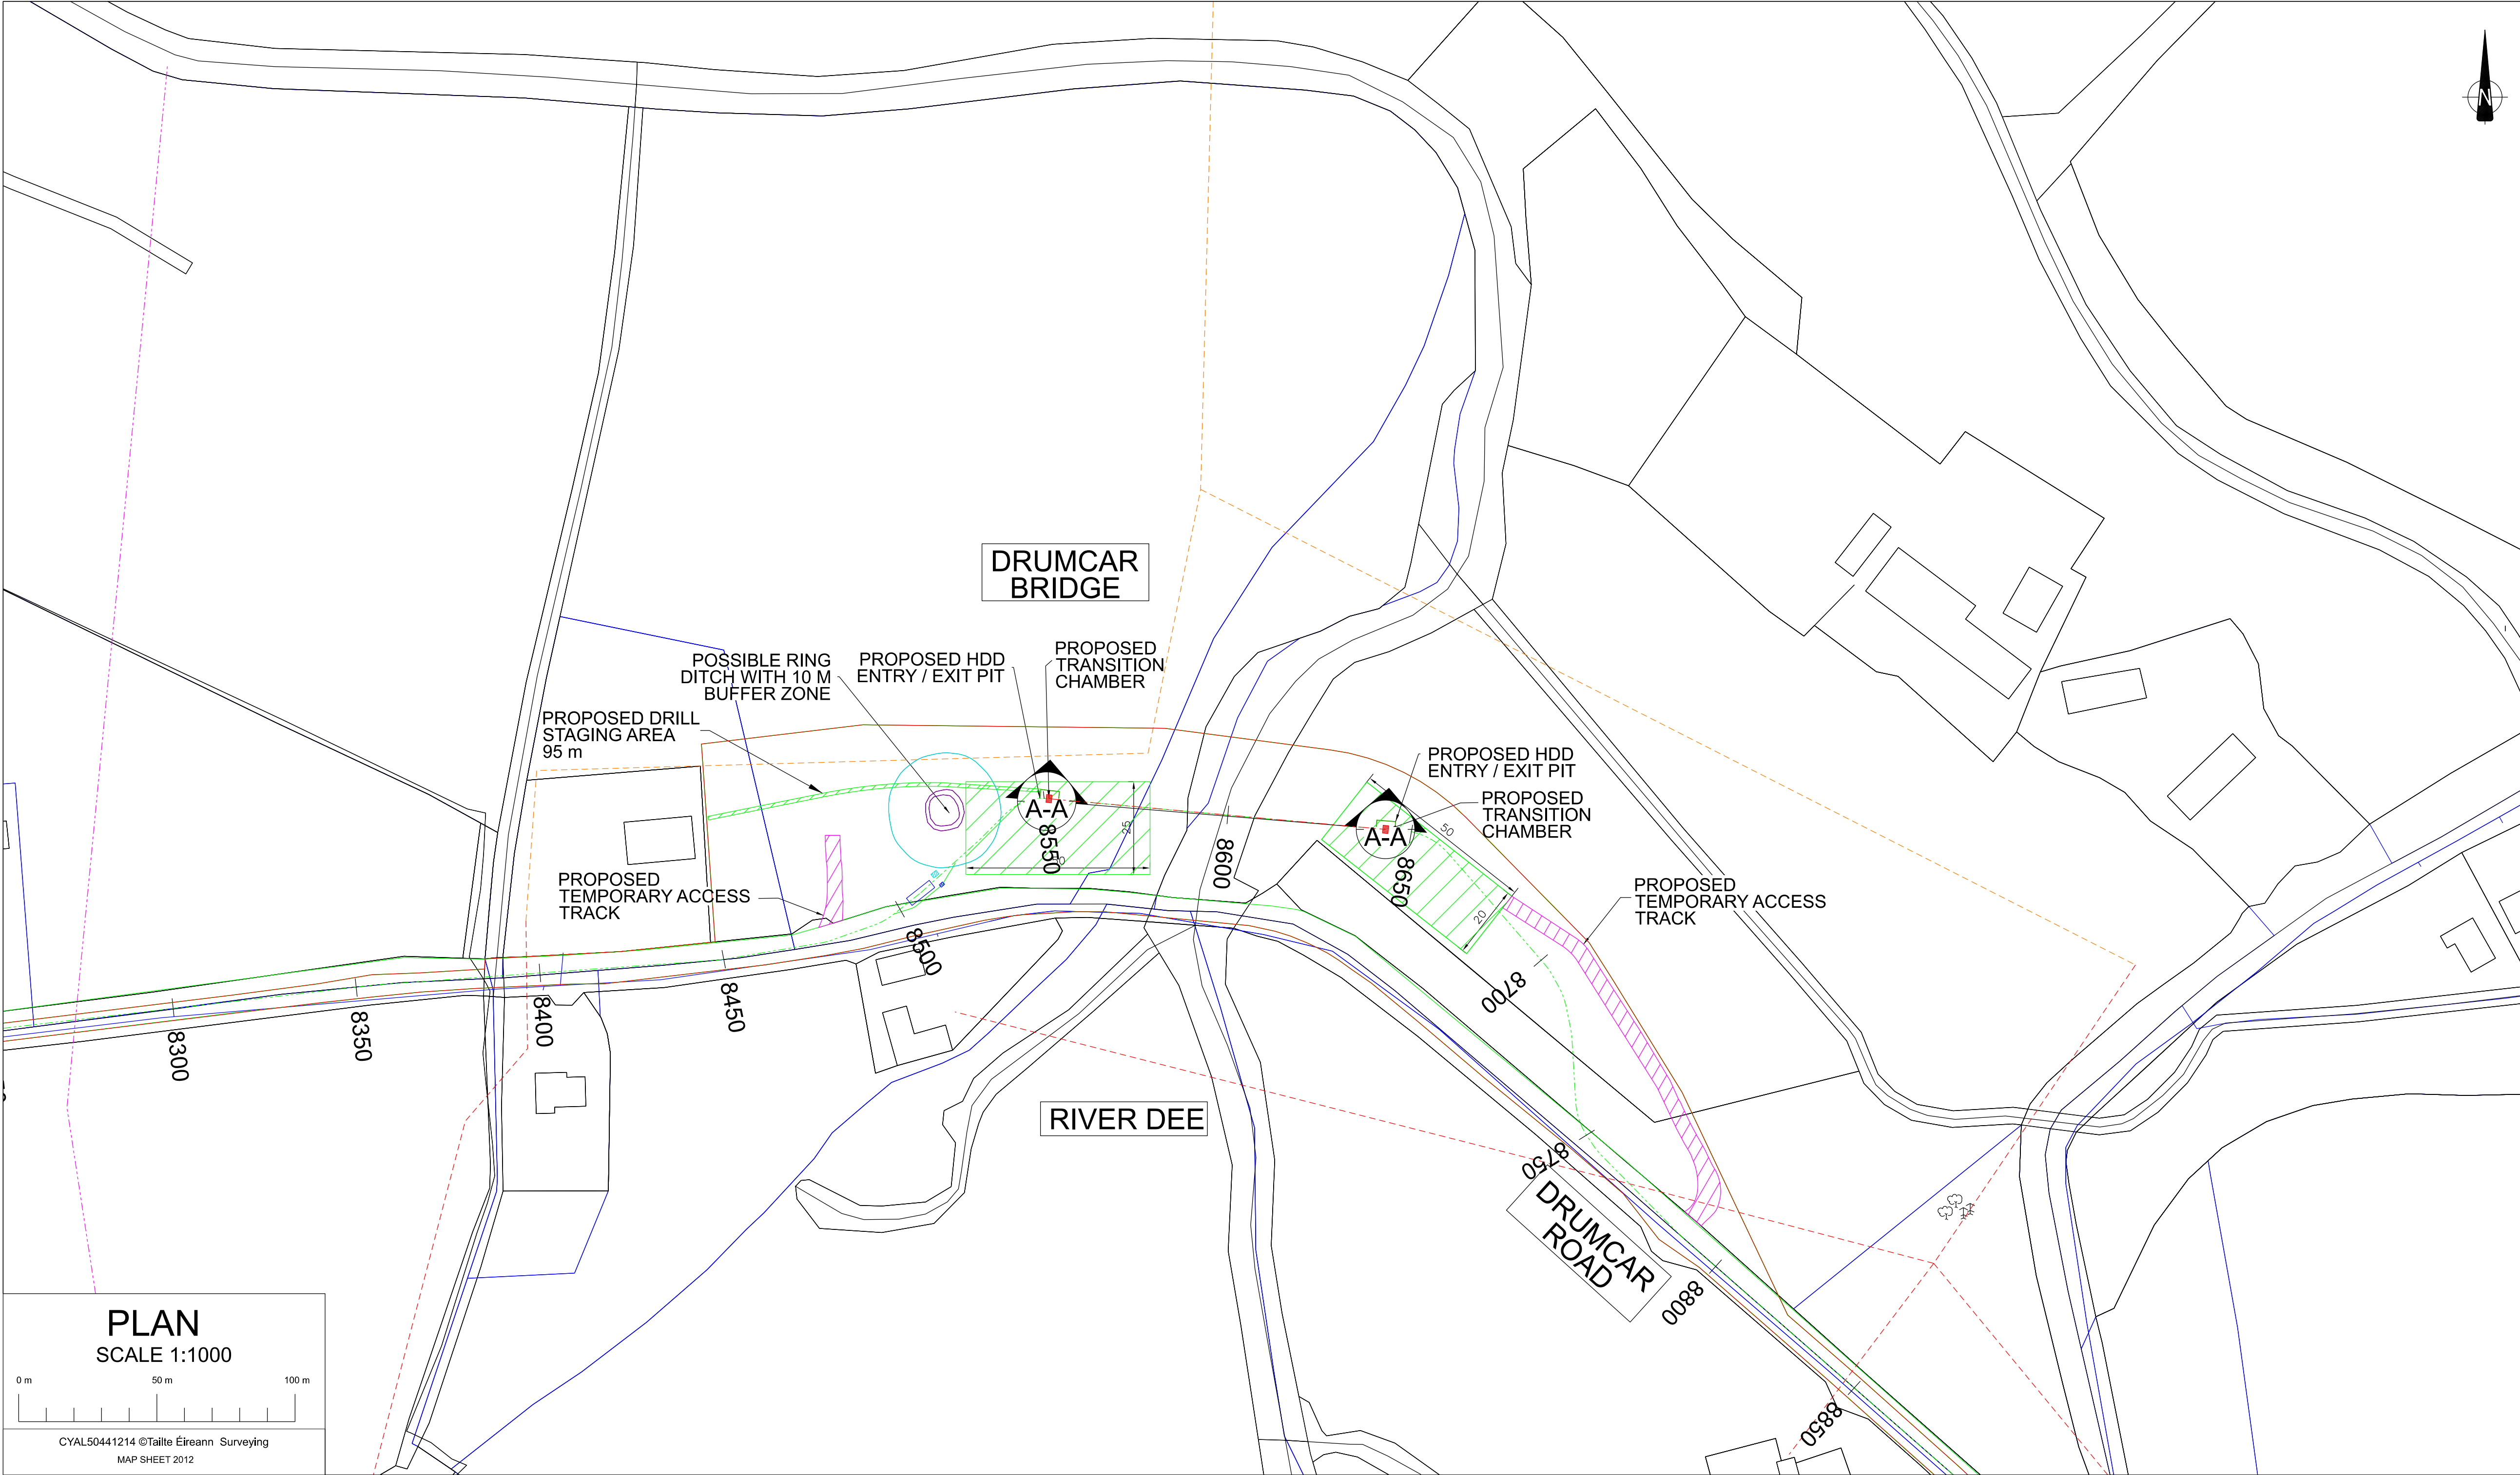 N
DRUMCAR
BRIDGE
POSSIBLE RING
DITCH WITH 10 M
BUFFER ZONE
PROPOSED HDD
ENTRY / EXIT PIT
PROPOSED
TRANSITION
CHAMBER
PROPOSED DRILL
STAGING AREA
95 m
PROPOSED HDD
ENTRY / EXIT PIT
PROPOSED
TRANSITION
CHAMBER
A-A
A-A
25
50
20
PROPOSED
TEMPORARY ACCESS
TRACK
PROPOSED
TEMPORARY ACCESS
TRACK
8300
8350
8400
8450
8500
8550
8600
8650
8700
8750
8800
8850
RIVER DEE
DRUMCAR
ROAD
PLAN
SCALE 1:1000
0 m
50 m
100 m
CYAL50441214 ©Tailte Éireann Surveying
MAP SHEET 2012